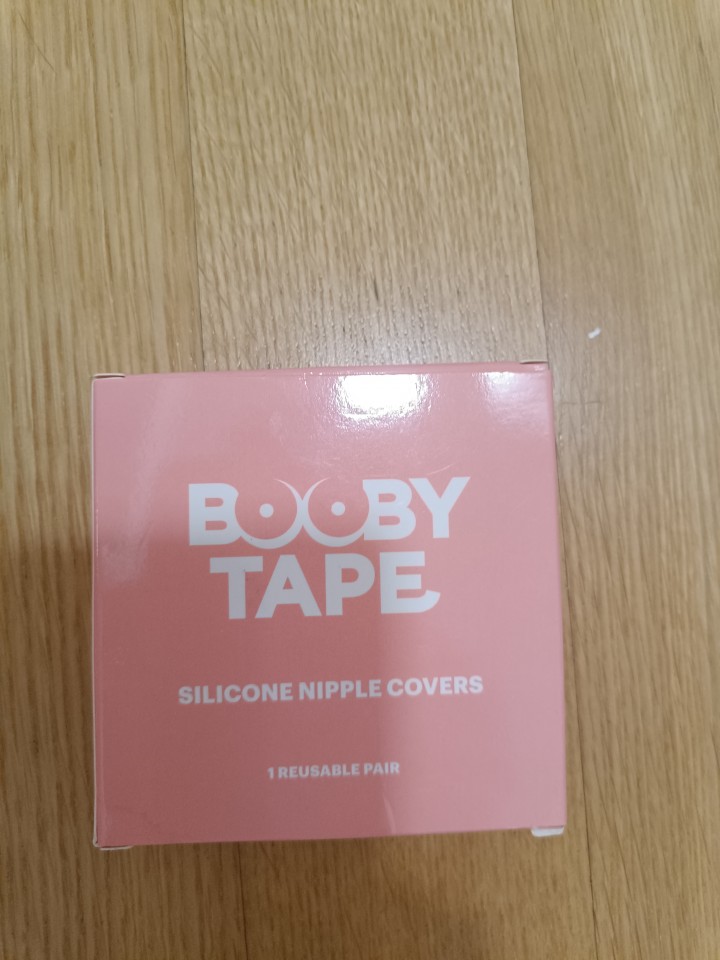 BOOBY
TAPE
SILICONE NIPPLE COVERS
1 REUSABLE PAIR